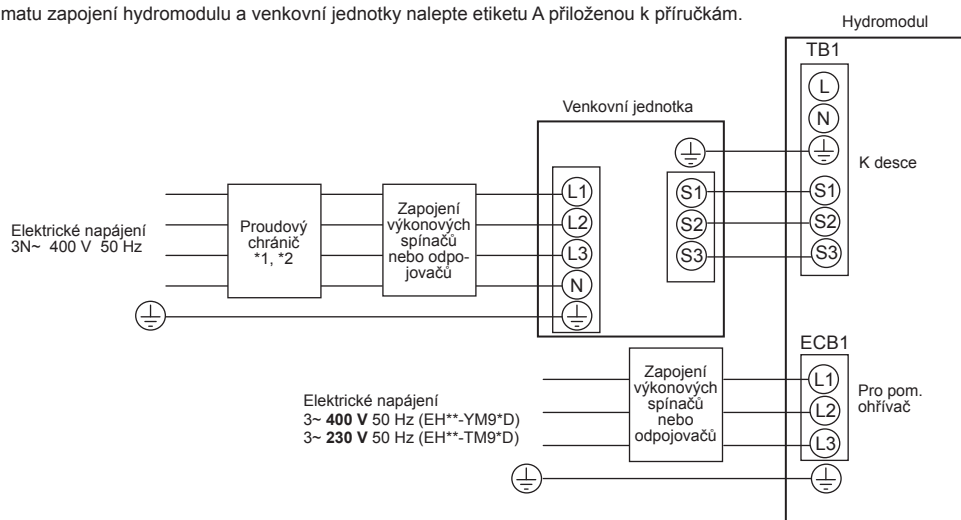 matu zapojení hydromodulu a venkovní jednotky nalepte etiketu A přiloženou k příručkám.
Hydromodul
TB1
L
N
K desce
S1
S2
S3
Venkovní jednotka
S1
S2
S3
L1
L2
L3
N
Elektrické napájení
3N~ 400 V 50 Hz
Proudový
chránič
*1, *2
Zapojení
výkonových
spínačů
nebo odpo-
jovačů
ECB1
L1
L2
L3
Pro pom.
ohřívač
Zapojení
výkonových
spínačů
nebo
odpojovačů
Elektrické napájení
3~ 400 V 50 Hz (EH**-YM9*D)
3~ 230 V 50 Hz (EH**-TM9*D)